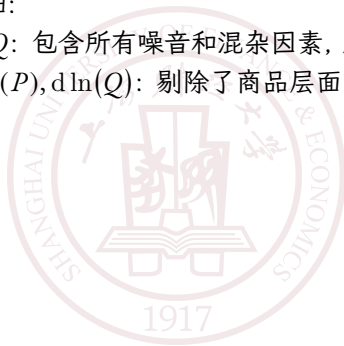 Q: 包含所有噪音和混杂因素,
(P), d ln(Q): 剔除了商品层面
SHANGHAI UNIVERSITY OF FINANCE & ECONOMICS
1917